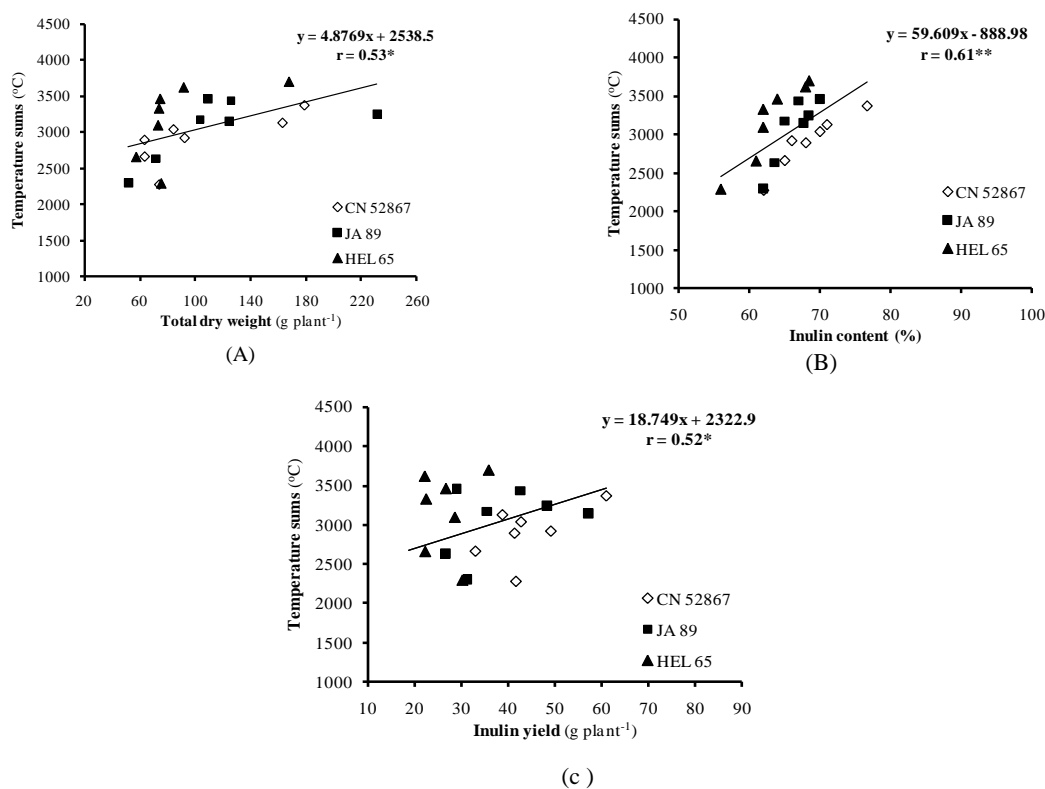 4500
4000
3500
3000
2500
2000
1500
1000
Temperature sums (°C)
y = 4.8769x + 2538.5
r = 0.53*
CN 52867
JA 89
HEL 65
20 60 100 140 180 220 260
Total dry weight (g plant-1)
(A)
4500
4000
3500
3000
2500
2000
1500
1000
Temperature sums (°C)
y = 59.609x - 888.98
r = 0.61**
CN 52867
JA 89
HEL 65
50 60 70 80 90 100
Inulin content (%)
(B)
4500
4000
3500
3000
2500
2000
1500
1000
Temperature sums (°C)
y = 18.749x + 2322.9
r = 0.52*
CN 52867
JA 89
HEL 65
10 20 30 40 50 60 70 80 90
Inulin yield (g plant-1)
(c )